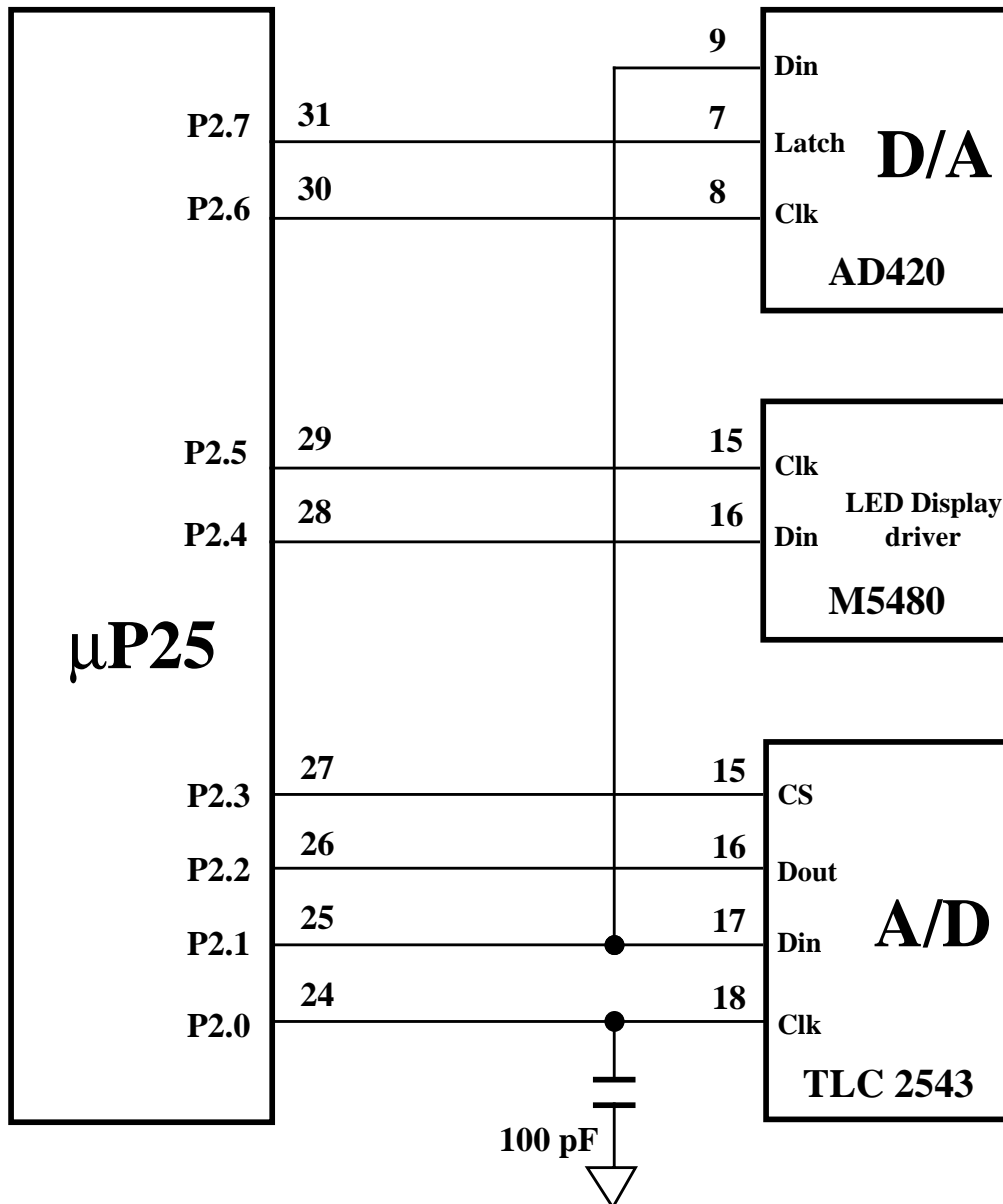 9
Din
31
7
P2.7
Latch
D/A
30
8
P2.6
Clk
AD420
29
15
P2.5
Clk
LED Display
driver
28
16
P2.4
Din
M5480
μP25
27
15
P2.3
CS
26
16
P2.2
Dout
25
17
P2.1
Din
A/D
24
18
P2.0
Clk
TLC 2543
100 pF